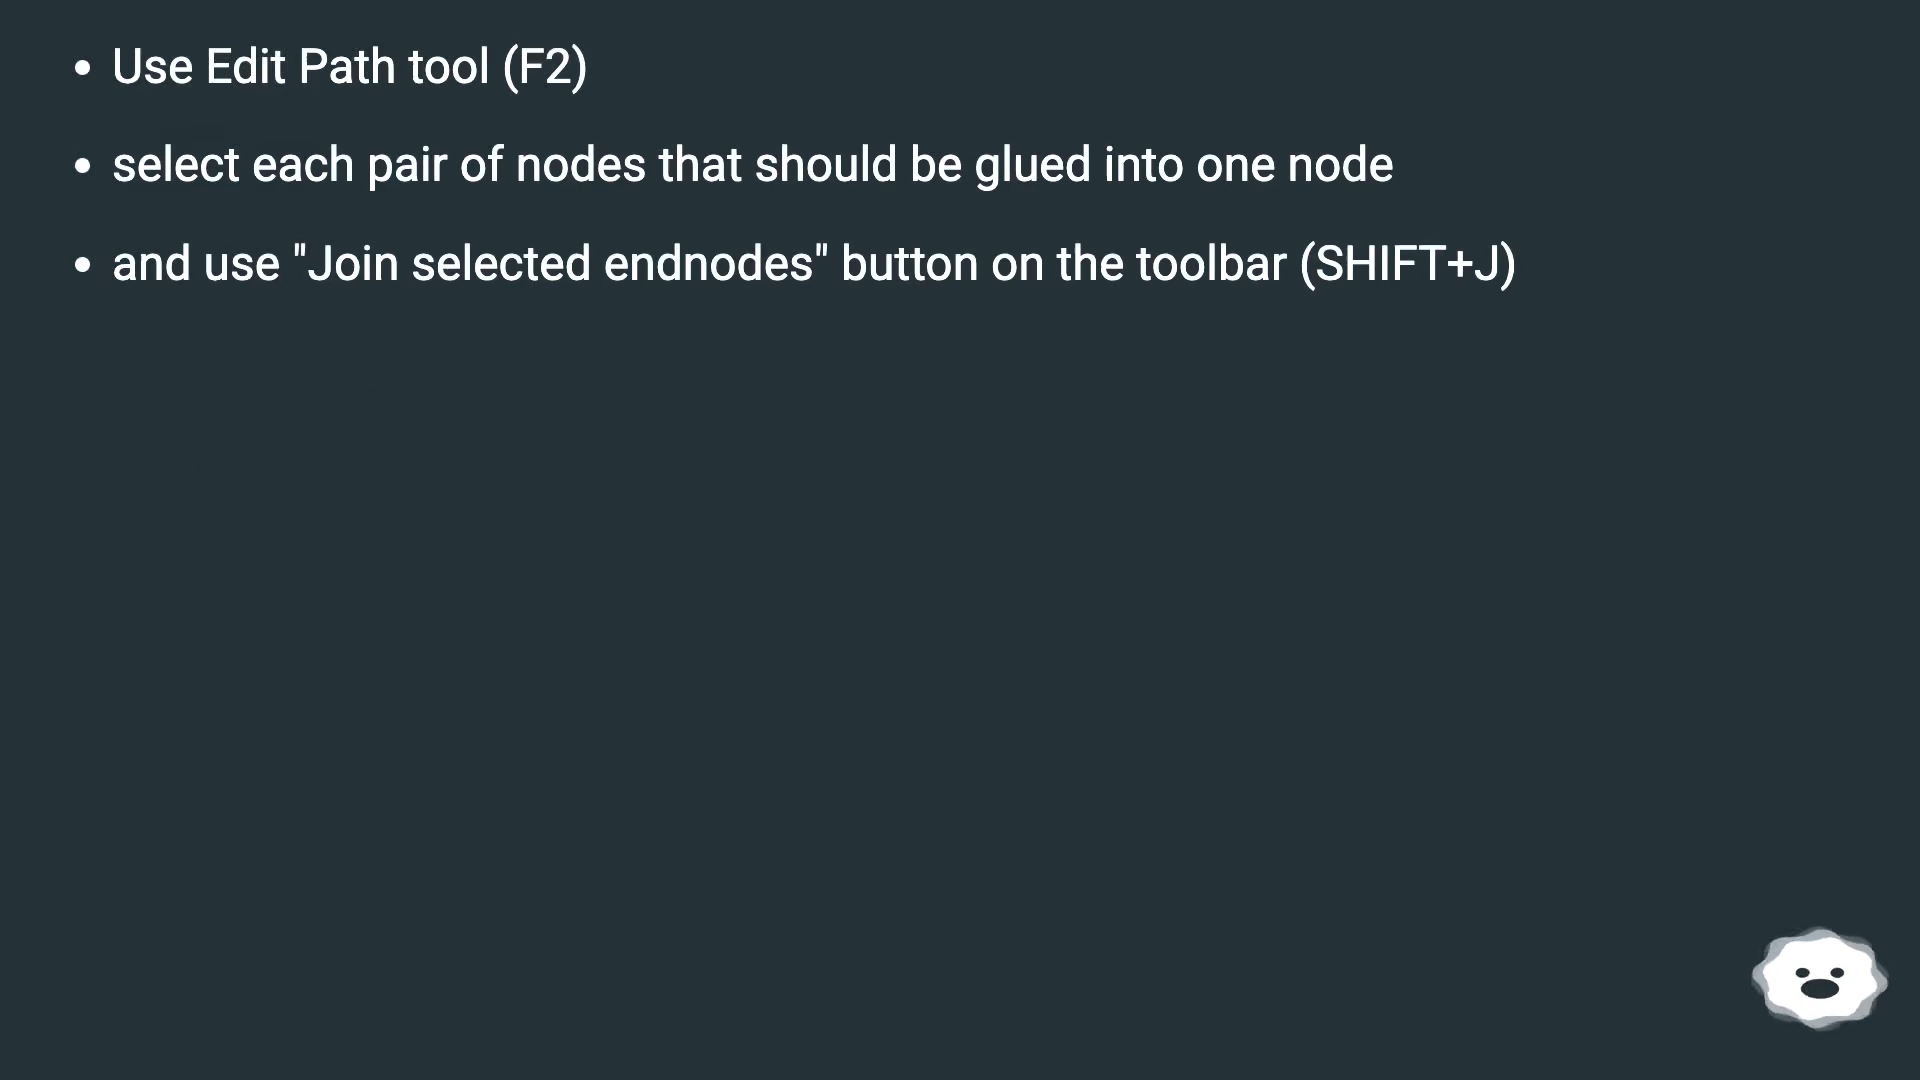 • Use Edit Path tool (F2)
• select each pair of nodes that should be glued into one node
• and use "Join selected endnodes" button on the toolbar (SHIFT+J)